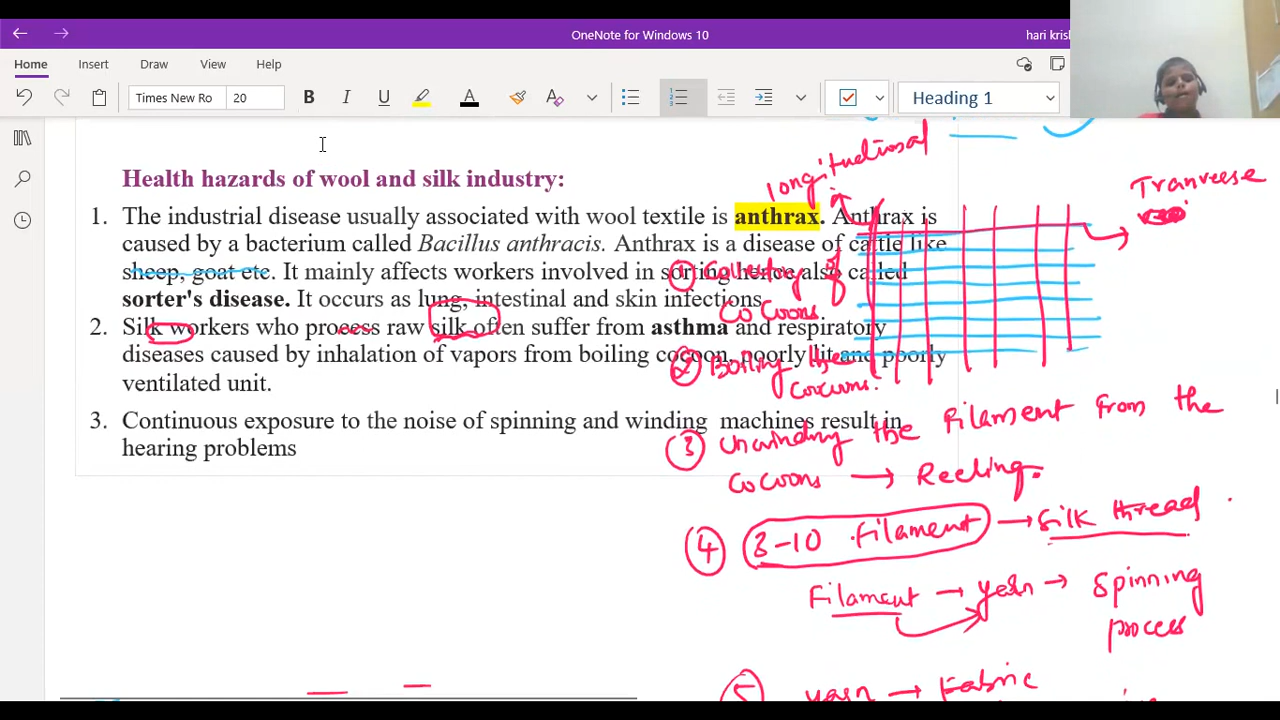 OneNote for Windows 10
hari krish
Home Insert Draw View Help
Times New Ro 20 B I U A Heading 1
Health hazards of wool and silk industry:
1. The industrial disease usually associated with wool textile is anthrax. Anthrax is
caused by a bacterium called Bacillus anthracis. Anthrax is a disease of cattle like
sheep, goat etc. It mainly affects workers involved in sorting hence also called
sorter's disease. It occurs as lung, intestinal and skin infections.
2. Silk workers who process raw silk often suffer from asthma and respiratory
diseases caused by inhalation of vapors from boiling cocoon, poorly lit and poorly
ventilated unit.
3. Continuous exposure to the noise of spinning and winding machines result in
hearing problems
longitudional
Tranverse
① Collecting of
Cocoons.
② Boiling the
Cocoons.
③ Unwinding the Filament from the
Cocoons → Reeling.
④ 3-10 Filament → Silk thread
Filament → yarn → Spinning
process
⑤ yarn → Fabric